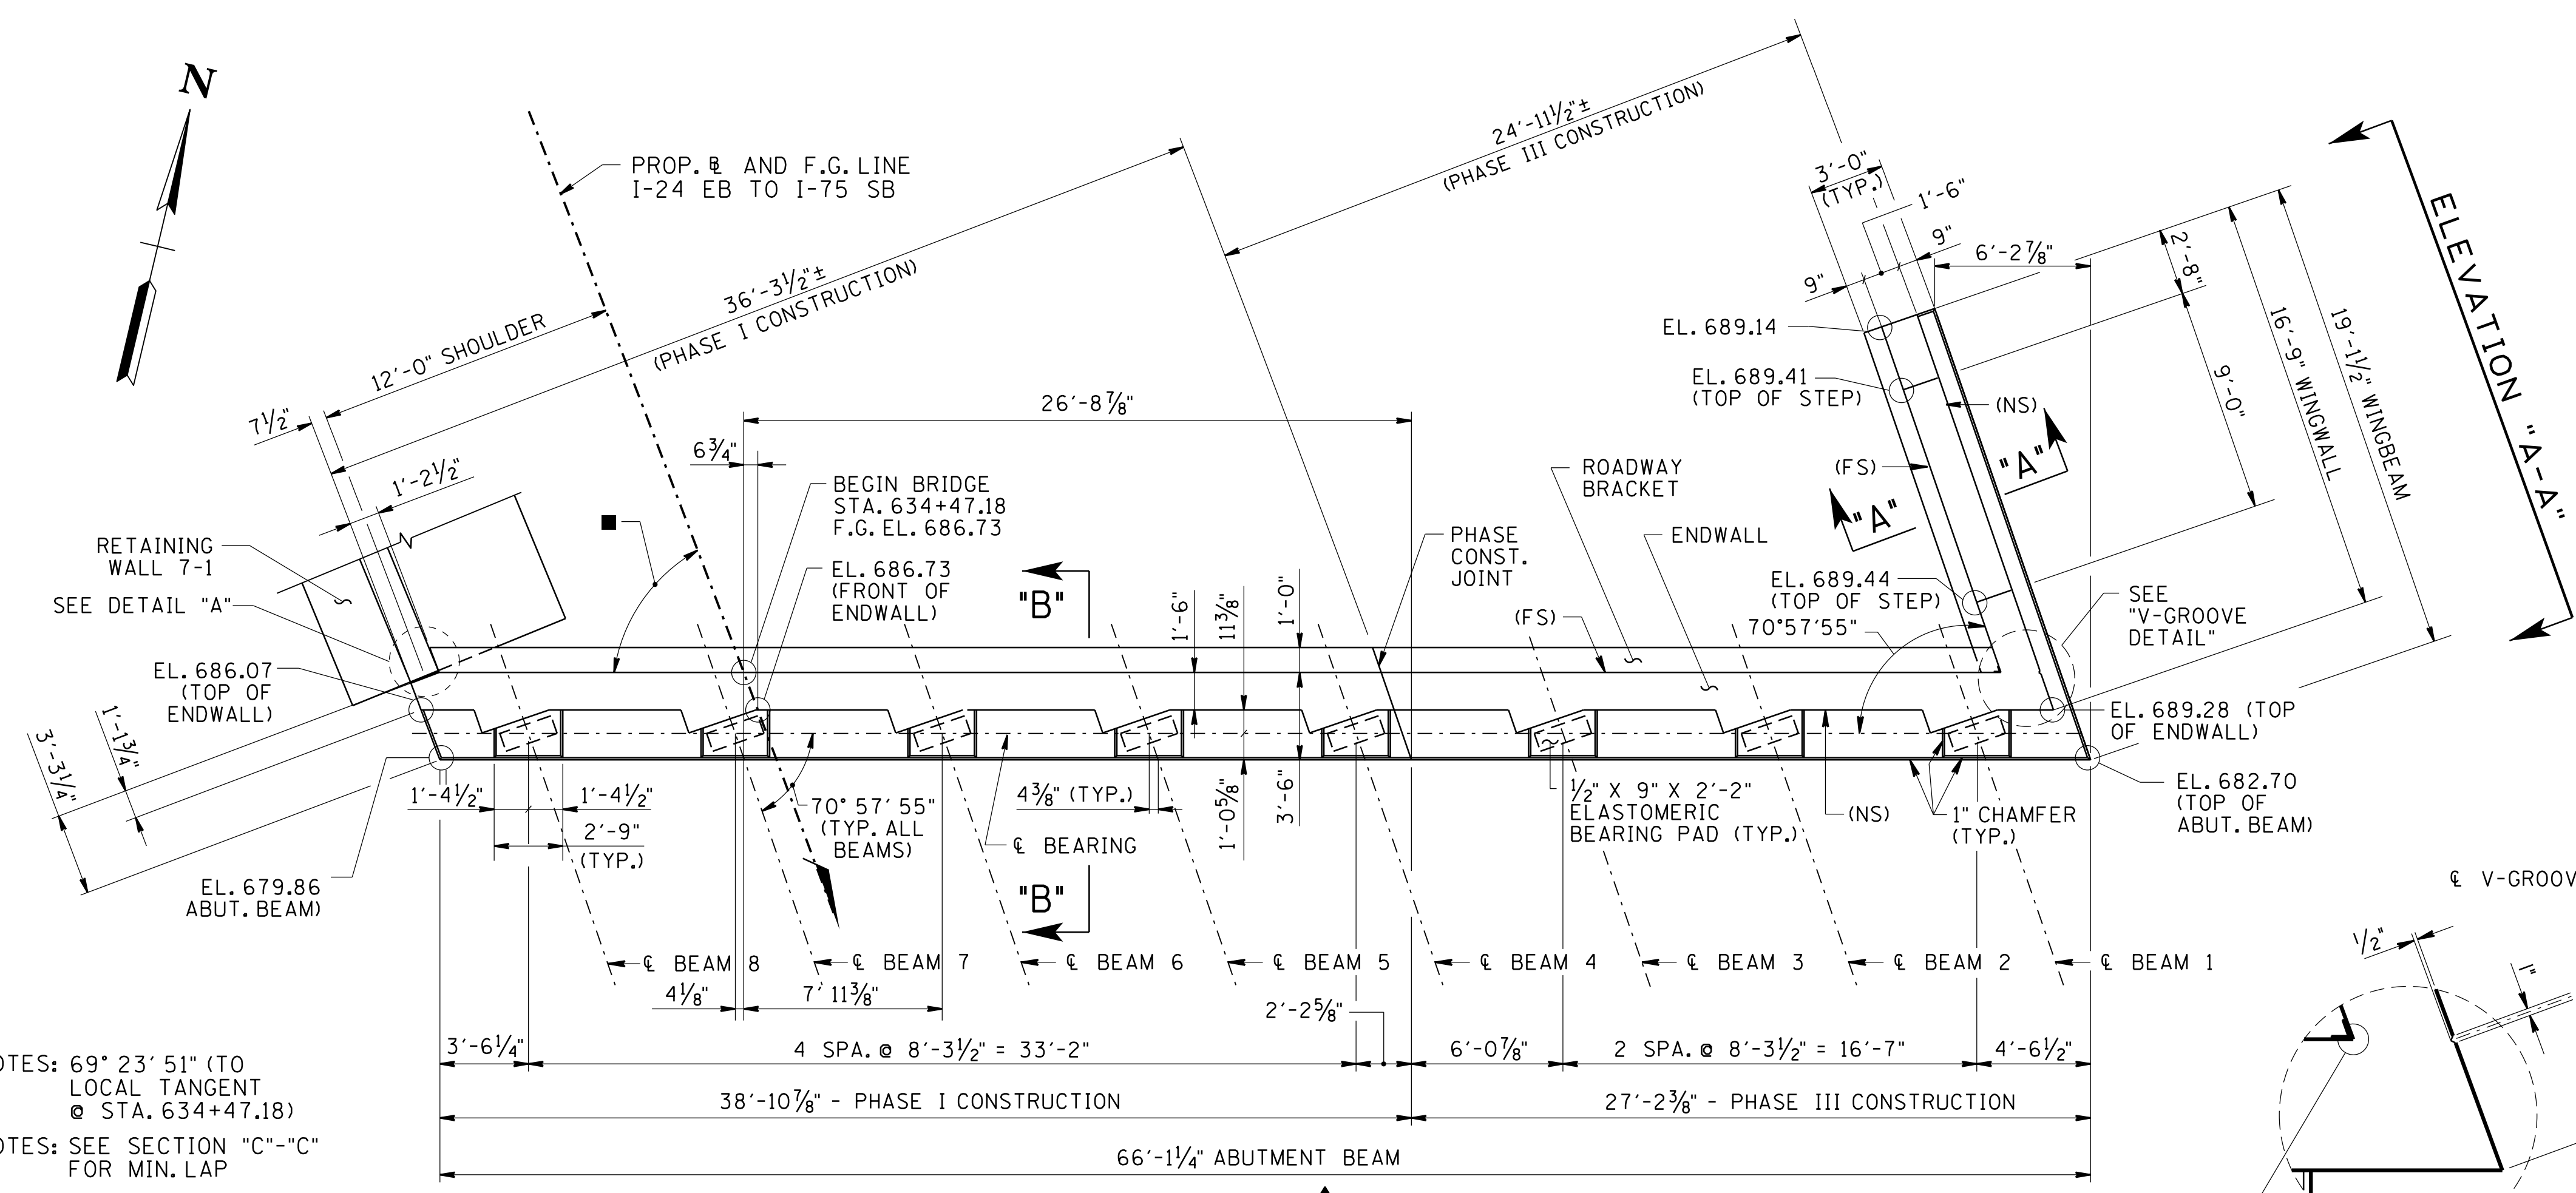 N
PROP. ℄ AND F.G. LINE
I-24 EB TO I-75 SB
24'-11½"±
(PHASE III CONSTRUCTION)
36'-3½"±
(PHASE I CONSTRUCTION)
12'-0" SHOULDER
7½"
1'-2½"
3'-0"
(TYP.)
1'-6"
9"
9"
6'-2⅞"
2'-8"
9'-0"
16'-9" WINGWALL
19'-1½" WINGBEAM
ELEVATION "A-A"
EL. 689.14
EL. 689.41
(TOP OF STEP)
(NS)
(FS)
"A"
"A"
26'-8⅞"
6¾"
BEGIN BRIDGE
STA. 634+47.18
F.G. EL. 686.73
EL. 686.73
(FRONT OF
ENDWALL)
ROADWAY
BRACKET
ENDWALL
PHASE
CONST.
JOINT
"B"
1'-6"
11⅜"
1'-0"
(FS)
EL. 689.44
(TOP OF STEP)
70°57'55"
SEE
"V-GROOVE
DETAIL"
RETAINING
WALL 7-1
SEE DETAIL "A"
EL. 686.07
(TOP OF
ENDWALL)
1'-1¾"
3'-3¼"
EL. 679.86
ABUT. BEAM)
1'-4½"
1'-4½"
2'-9"
(TYP.)
70° 57' 55"
(TYP. ALL
BEAMS)
℄ BEARING
4⅜" (TYP.)
1'-0⅝"
3'-6"
½" X 9" X 2'-2"
ELASTOMERIC
BEARING PAD (TYP.)
(NS)
1" CHAMFER
(TYP.)
EL. 689.28 (TOP
OF ENDWALL)
EL. 682.70
(TOP OF
ABUT. BEAM)
"B"
℄ BEAM 8
℄ BEAM 7
℄ BEAM 6
℄ BEAM 5
℄ BEAM 4
℄ BEAM 3
℄ BEAM 2
℄ BEAM 1
℄ V-GROOV
½"
1"
4⅛"
7' 11⅜"
2'-2⅝"
3'-6¼"
4 SPA. @ 8'-3½" = 33'-2"
6'-0⅞"
2 SPA. @ 8'-3½" = 16'-7"
4'-6½"
38'-10⅞" - PHASE I CONSTRUCTION
27'-2⅜" - PHASE III CONSTRUCTION
66'-1¼" ABUTMENT BEAM
OTES: 69° 23' 51" (TO
LOCAL TANGENT
@ STA. 634+47.18)
OTES: SEE SECTION "C"-"C"
FOR MIN. LAP